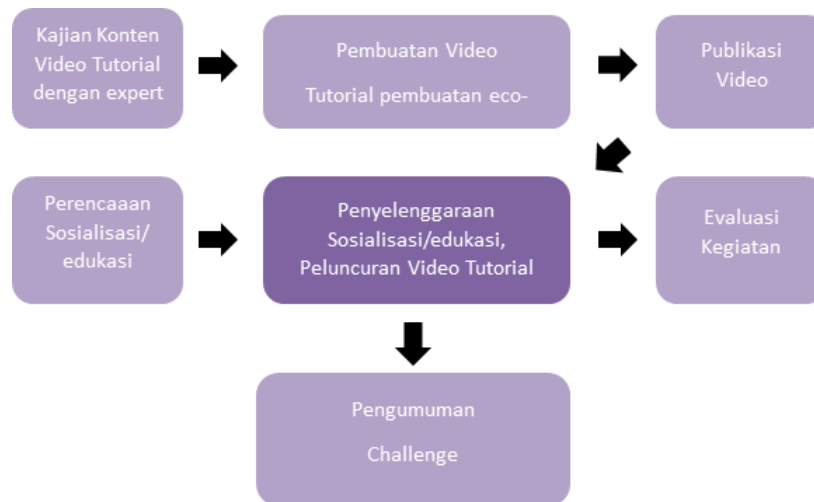 Kajian Konten
Video Tutorial
dengan expert
Pembuatan Video
Tutorial pembuatan eco-
Publikasi
Video
Perencaaan
Sosialisasi/
edukasi
Penyelenggaraan
Sosialisasi/edukasi,
Peluncuran Video Tutorial
Evaluasi
Kegiatan
Pengumuman
Challenge